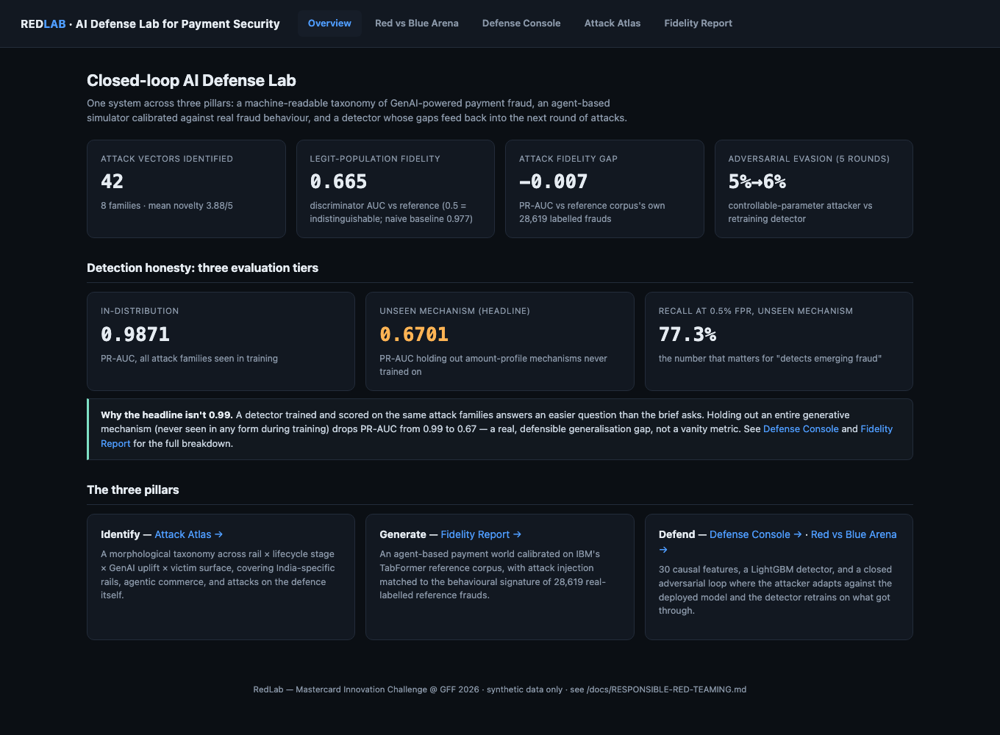 REDLAB · AI Defense Lab for Payment Security
Overview
Red vs Blue Arena
Defense Console
Attack Atlas
Fidelity Report
Closed-loop AI Defense Lab
One system across three pillars: a machine-readable taxonomy of GenAI-powered payment fraud, an agent-based
simulator calibrated against real fraud behaviour, and a detector whose gaps feed back into the next round of attacks.
ATTACK VECTORS IDENTIFIED
42
8 families · mean novelty 3.88/5
LEGIT-POPULATION FIDELITY
0.665
discriminator AUC vs reference (0.5 =
indistinguishable; naive baseline 0.977)
ATTACK FIDELITY GAP
−0.007
PR-AUC vs reference corpus's own
28,619 labelled frauds
ADVERSARIAL EVASION (5 ROUNDS)
5%→6%
controllable-parameter attacker vs
retraining detector
Detection honesty: three evaluation tiers
IN-DISTRIBUTION
0.9871
PR-AUC, all attack families seen in training
UNSEEN MECHANISM (HEADLINE)
0.6701
PR-AUC holding out amount-profile mechanisms never
trained on
RECALL AT 0.5% FPR, UNSEEN MECHANISM
77.3%
the number that matters for "detects emerging fraud"
Why the headline isn't 0.99. A detector trained and scored on the same attack families answers an easier question than the brief asks. Holding out an entire generative
mechanism (never seen in any form during training) drops PR-AUC from 0.99 to 0.67 — a real, defensible generalisation gap, not a vanity metric. See Defense Console and Fidelity
Report for the full breakdown.
The three pillars
Identify — Attack Atlas →
A morphological taxonomy across rail × lifecycle stage
× GenAI uplift × victim surface, covering India-specific
rails, agentic commerce, and attacks on the defence
itself.
Generate — Fidelity Report →
An agent-based payment world calibrated on IBM's
TabFormer reference corpus, with attack injection
matched to the behavioural signature of 28,619 real-
labelled reference frauds.
Defend — Defense Console → · Red vs Blue Arena
→
30 causal features, a LightGBM detector, and a closed
adversarial loop where the attacker adapts against the
deployed model and the detector retrains on what got
through.
RedLab — Mastercard Innovation Challenge @ GFF 2026 · synthetic data only · see /docs/RESPONSIBLE-RED-TEAMING.md